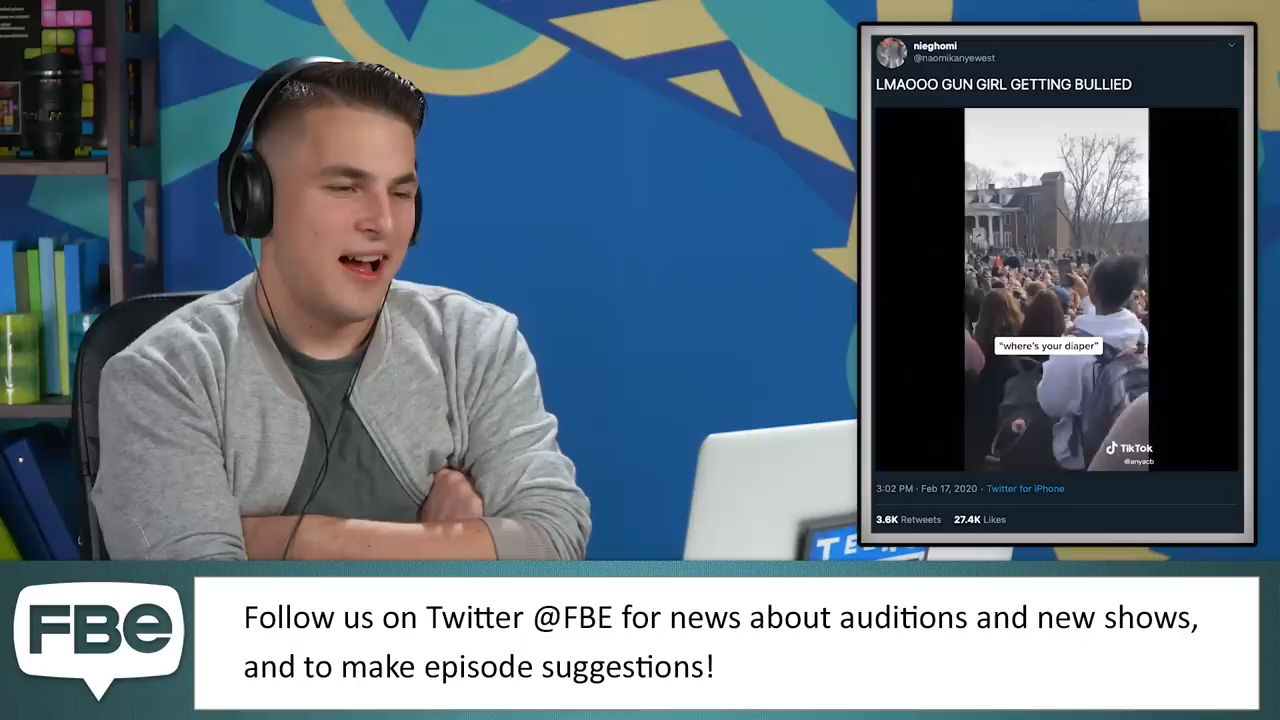 nieghomi
@naomikanyewest
LMAOOO GUN GIRL GETTING BULLIED
"where's your diaper"
TikTok
@anyacb
3:02 PM · Feb 17, 2020 · Twitter for iPhone
3.6K Retweets 27.4K Likes
FBE
Follow us on Twitter @FBE for news about auditions and new shows,
and to make episode suggestions!